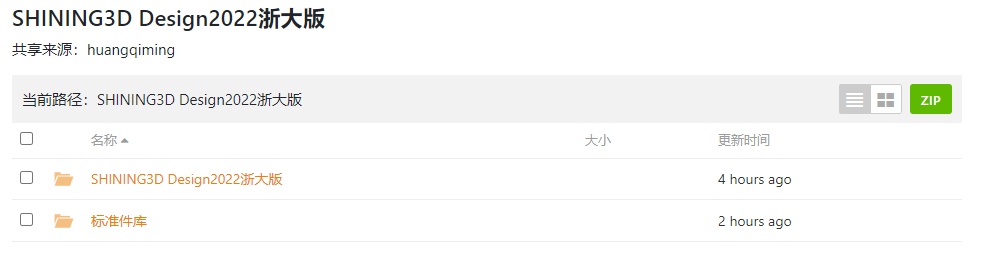 SHINING3D Design2022浙大版
共享来源：huangqiming
当前路径：SHINING3D Design2022浙大版 ZIP
名称 大小 更新时间
SHINING3D Design2022浙大版 4 hours ago
标准件库 2 hours ago